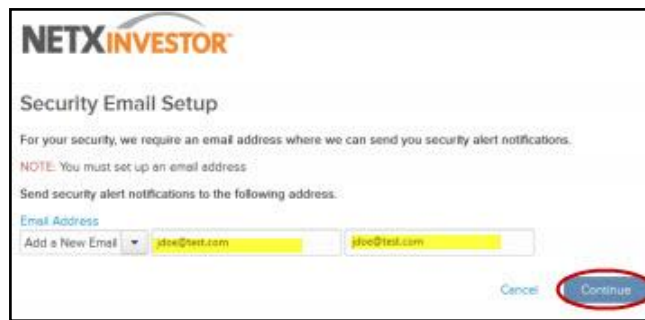 NETXINVESTOR
Security Email Setup
For your security, we require an email address where we can send you security alert notifications.
NOTE: You must set up an email address
Send security alert notifications to the following address.
Email Address
Add a New Email jdoe@test.com jdoe@test.com
Cancel Continue